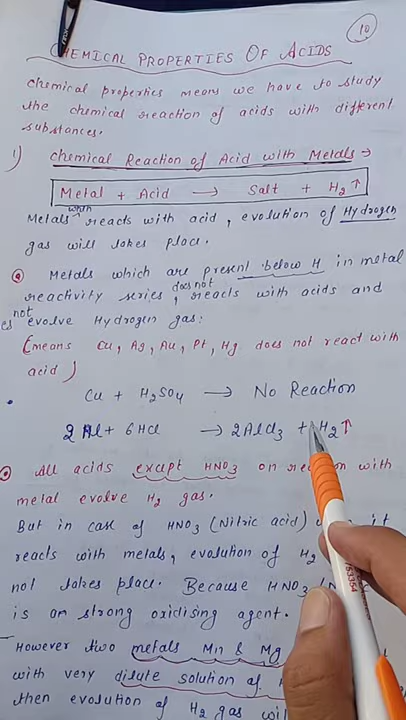 10
CHEMICAL PROPERTIES OF ACIDS
Chemical properties means we have to study
the chemical reaction of acids with different
substances.
1) Chemical Reaction of Acid with Metals →
Metal + Acid → Salt + H2 ↑
Metals when reacts with acid, evolution of Hydrogen
gas will takes place.
Metals which are present below H in metal
reactivity series, does not reacts with acids and
not evolve Hydrogen gas:
(means Cu, Ag, Au, Pt, Hg does not react with
acid)
Cu + H2SO4 → No Reaction
2Al + 6HCl → 2AlCl3 + H2 ↑
All acids except HNO3 on reaction with
metal evolve H2 gas.
But in case of HNO3 (Nitric acid) it
reacts with metals, evolution of H2
not takes place. Because HNO3
is an strong oxidising agent.
However two metals Mn & Mg
with very dilute solution of
then evolution of H2 gas